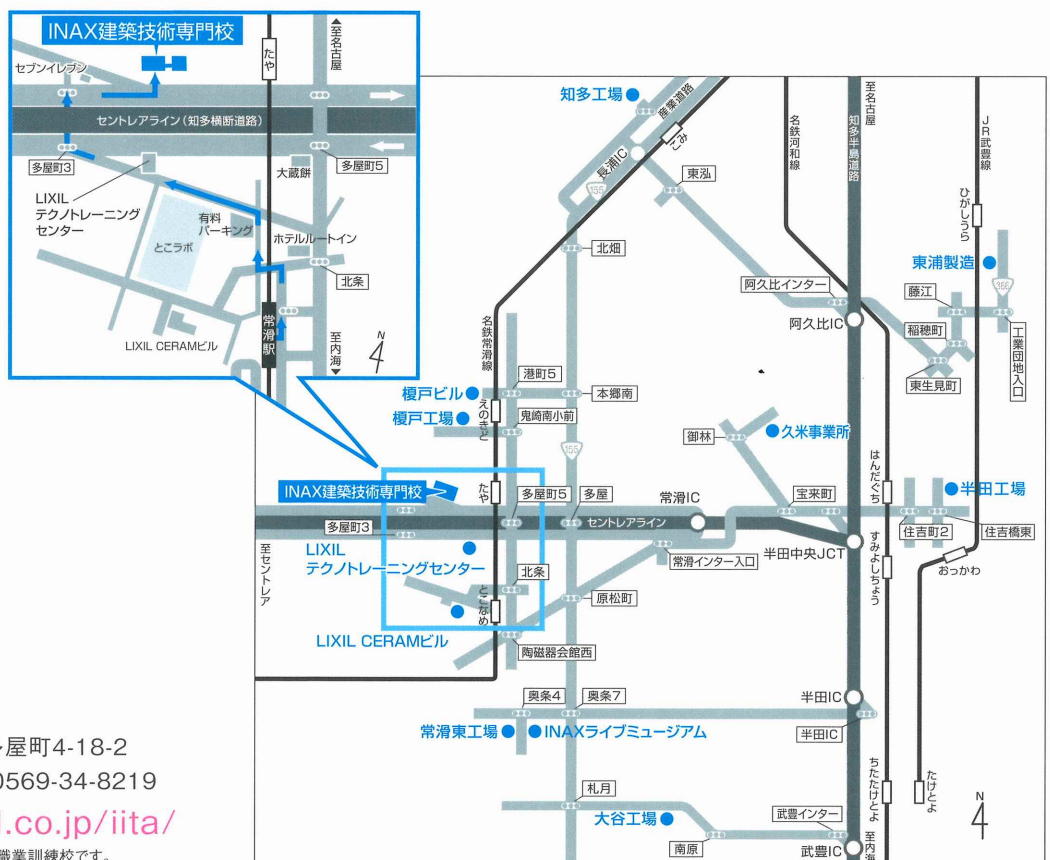 INAX建築技術専門校
セブンイレブン
たや
▲至名古屋
セントレアライン(知多横断道路)
多屋町3
大蔵餅
多屋町5
LIXIL
テクノトレーニング
センター
有料
パーキング
とこラボ
ホテルルートイン
北条
常滑駅
LIXIL CERAMビル
至内海▼
N
知多工場
産業道路
みこ
長浦IC
155
東泓
北畑
名鉄河和線
至名古屋
知多半島道路
JR武豊線
ひがしうら
東浦製造
366
藤江
阿久比インター
阿久比IC
稲穂町
東生見町
工業団地入口
名鉄常滑線
港町5
榎戸ビル
本郷南
えのきど
榎戸工場
鬼崎南小前
155
御林
久米事業所
はんだぐち
INAX建築技術専門校
たや
多屋町5
多屋
常滑IC
宝来町
半田工場
多屋町3
セントレアライン
住吉町2
住吉橋東
至セントレア
LIXIL
テクノトレーニングセンター
常滑インター入口
半田中央JCT
すみよしちょう
おっかわ
北条
とこなめ
原松町
LIXIL CERAMビル
陶磁器会館西
奥条4
奥条7
半田IC
常滑東工場
INAXライブミュージアム
半田IC
屋町4-18-2
0569-34-8219
札月
ちたたけとよ
たけとよ
N
l.co.jp/iita/
大谷工場
武豊インター
南原
武豊IC
至内海
職業訓練校です。